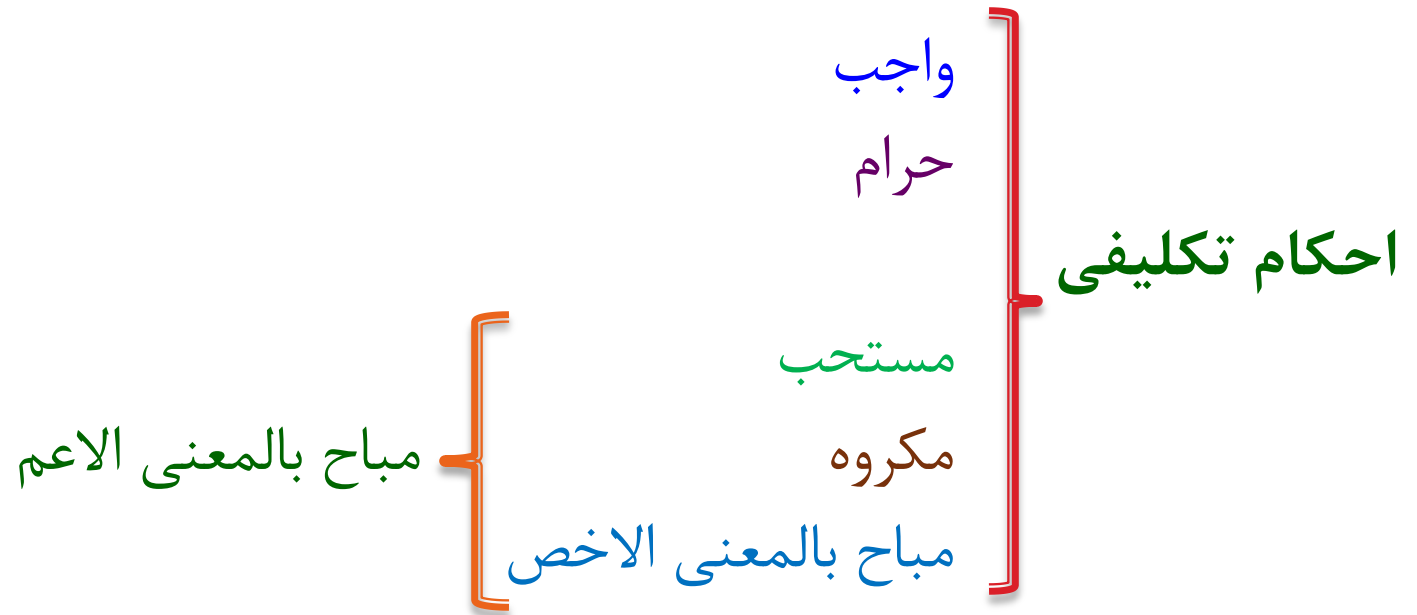 احکام تکلیفی
واجب
حرام
مستحب
مکروه
مباح بالمعنی الاخص
مباح بالمعنی الاعم